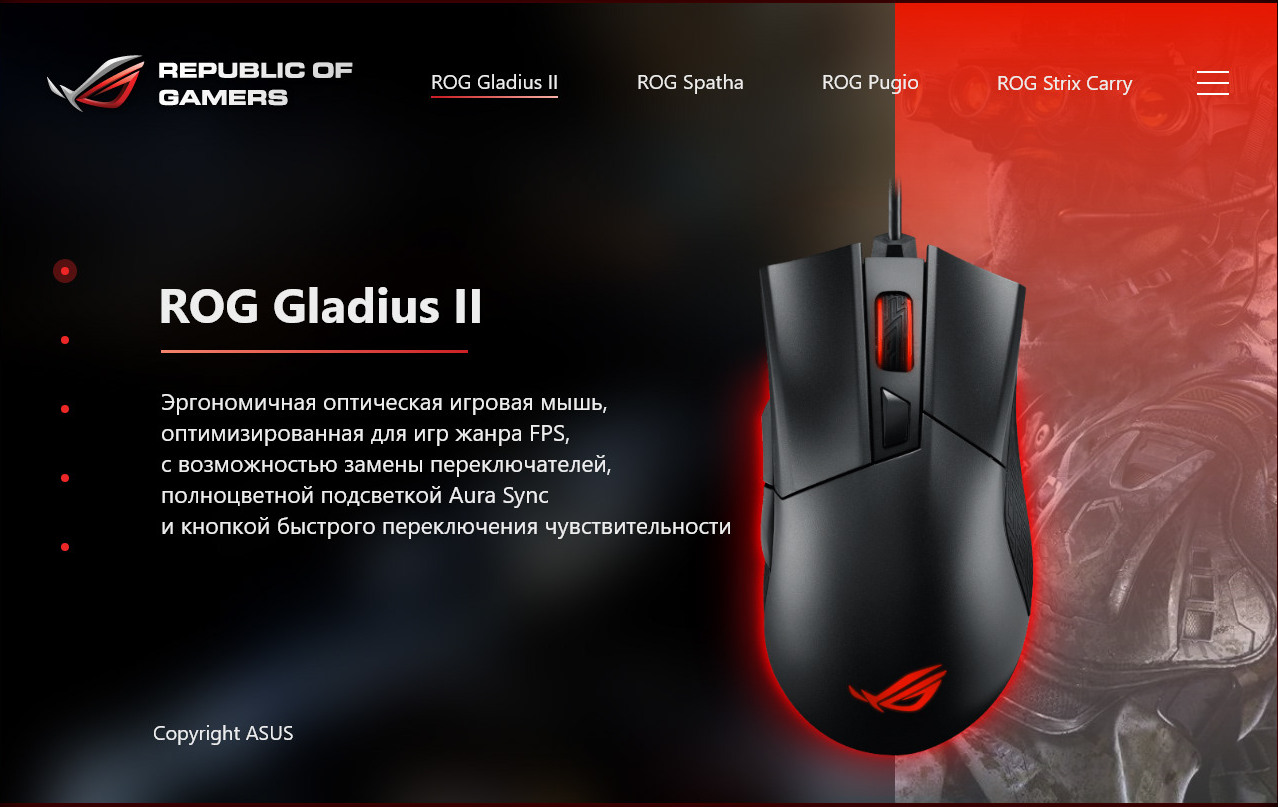 REPUBLIC OF
GAMERS
ROG Gladius II
ROG Spatha
ROG Pugio
ROG Strix Carry
ROG Gladius II
Эргономичная оптическая игровая мышь,
оптимизированная для игр жанра FPS,
с возможностью замены переключателей,
полноцветной подсветкой Aura Sync
и кнопкой быстрого переключения чувствительности
Copyright ASUS